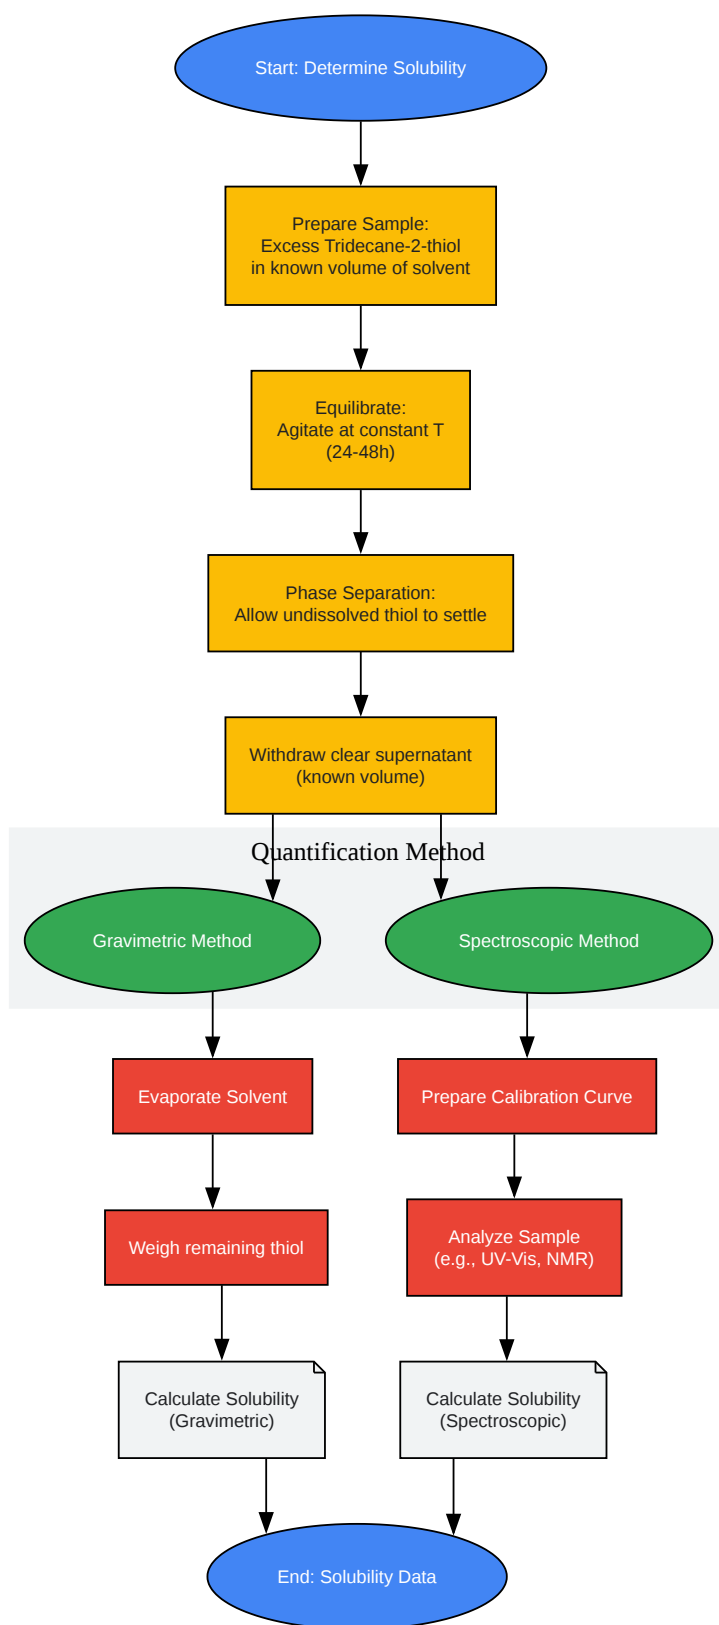 Start: Determine Solubility
Prepare Sample:
Excess Tridecane-2-thiol
in known volume of solvent
Equilibrate:
Agitate at constant T
(24-48h)
Phase Separation:
Allow undissolved thiol to settle
Withdraw clear supernatant
(known volume)
Quantification Method
Gravimetric Method
Spectroscopic Method
Evaporate Solvent
Prepare Calibration Curve
Weigh remaining thiol
Analyze Sample
(e.g., UV-Vis, NMR)
Calculate Solubility
(Gravimetric)
Calculate Solubility
(Spectroscopic)
End: Solubility Data